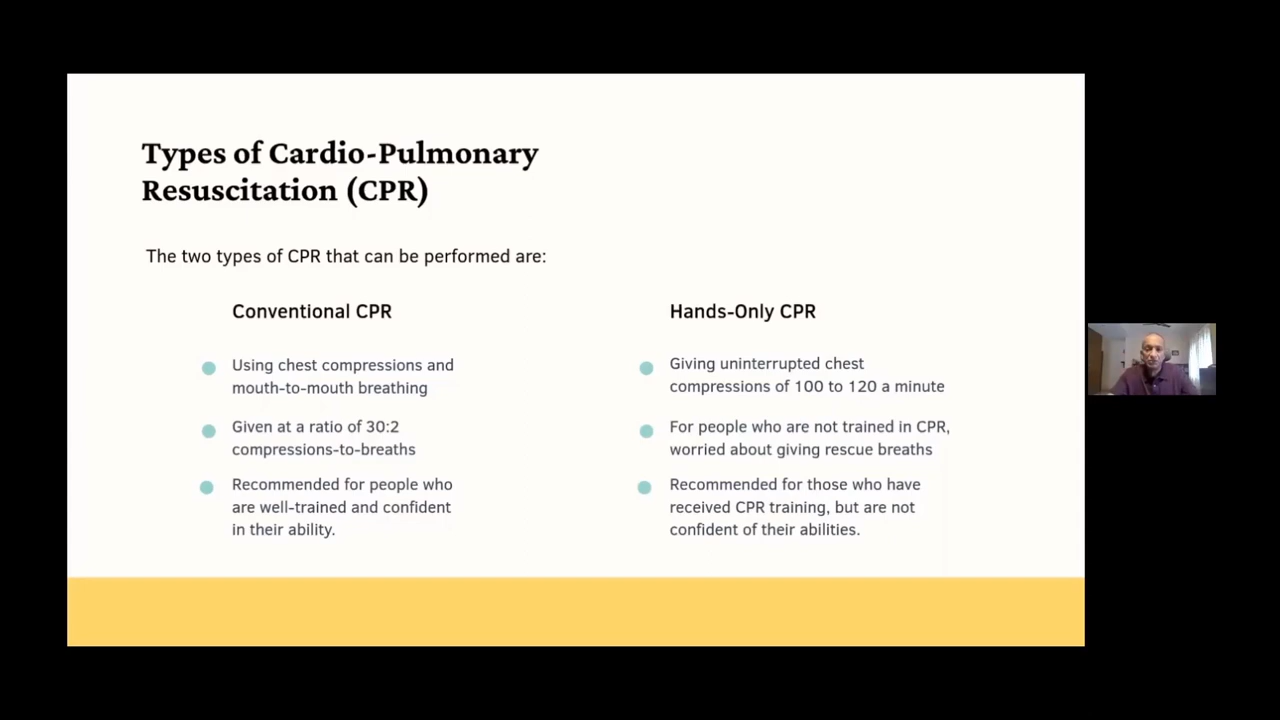 Types of Cardio-Pulmonary
Resuscitation (CPR)
The two types of CPR that can be performed are:
Conventional CPR
Using chest compressions and
mouth-to-mouth breathing
Given at a ratio of 30:2
compressions-to-breaths
Recommended for people who
are well-trained and confident
in their ability.
Hands-Only CPR
Giving uninterrupted chest
compressions of 100 to 120 a minute
For people who are not trained in CPR,
worried about giving rescue breaths
Recommended for those who have
received CPR training, but are not
confident of their abilities.